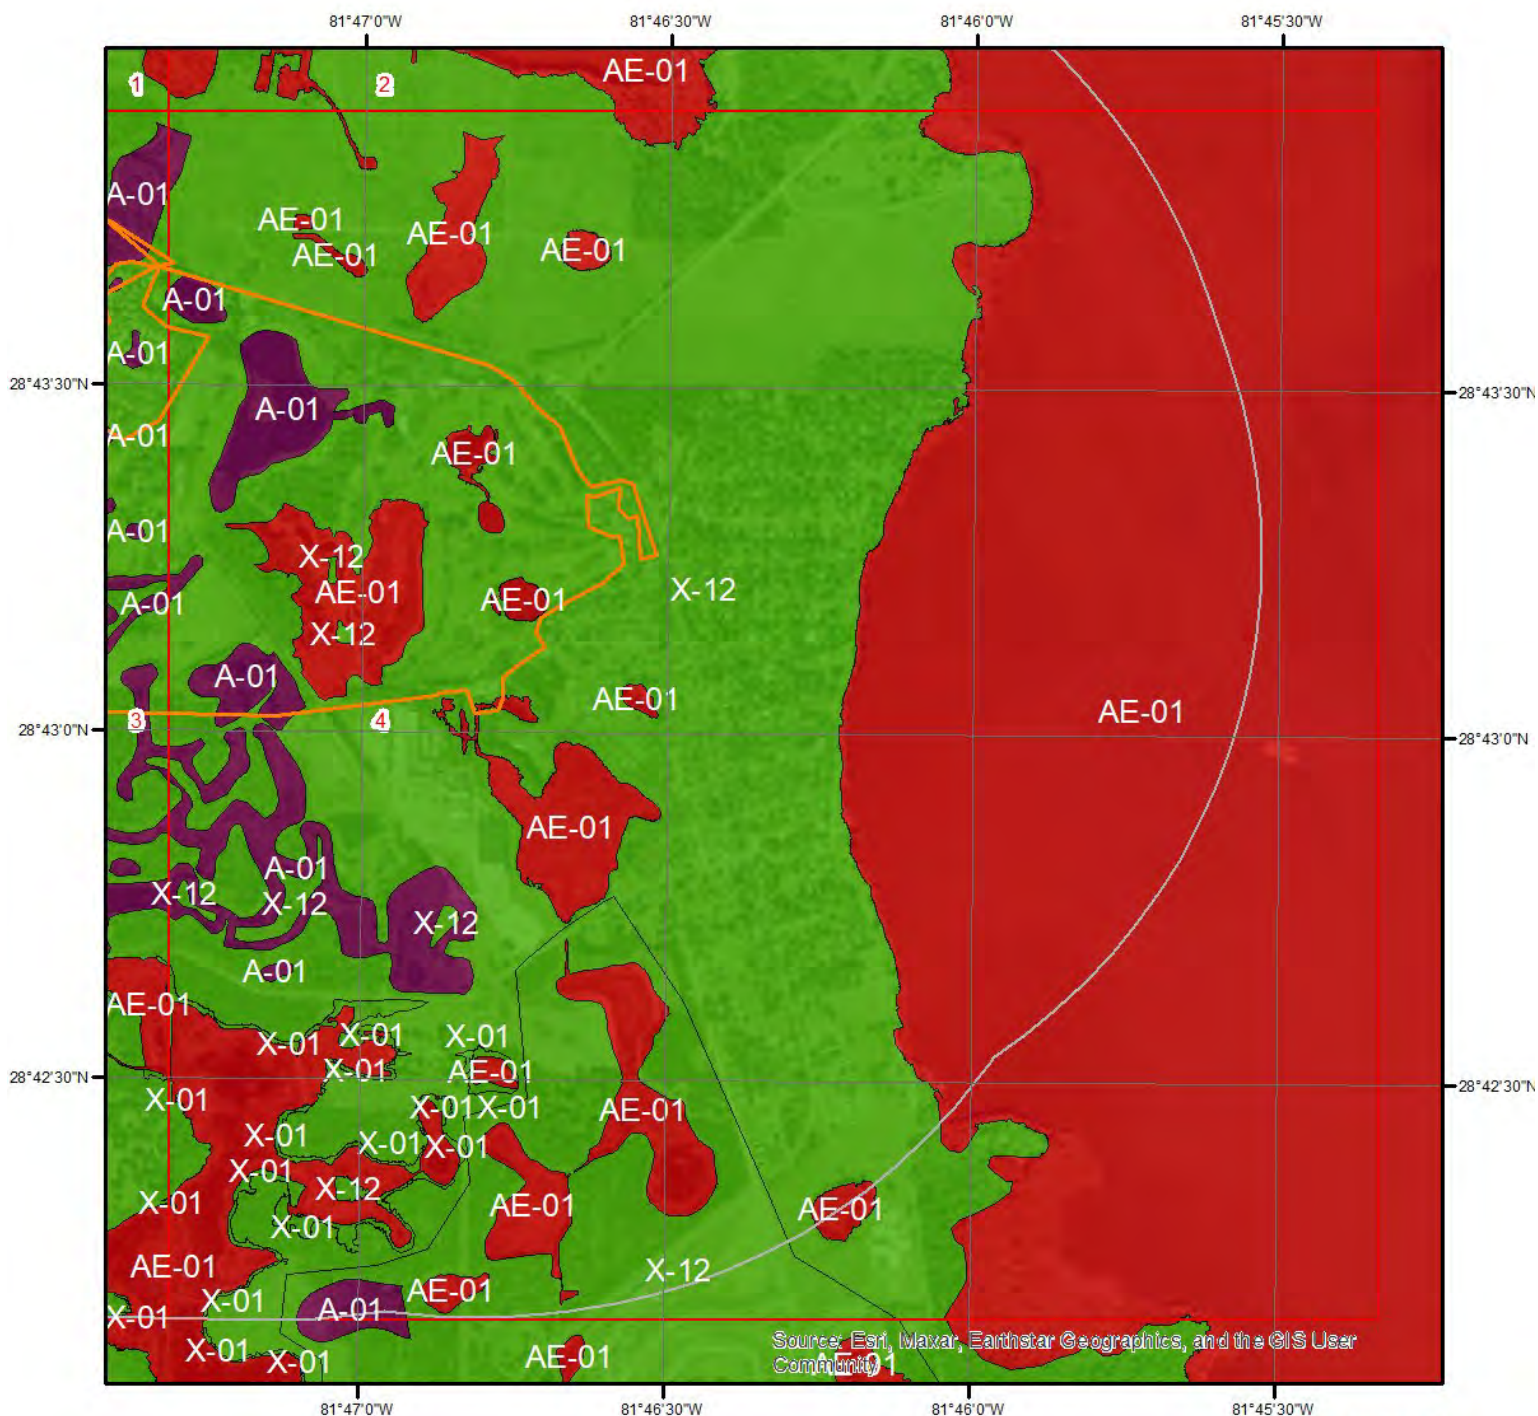 81°47'0"W 81°46'30"W 81°46'0"W 81°45'30"W
AE-01
1 2
A-01
AE-01
AE-01 AE-01
AE-01 AE-01
A-01
A-01
28°43'30"N 28°43'30"N
A-01
A-01
AE-01
A-01
X-12
AE-01 AE-01 X-12
A-01
X-12
A-01
AE-01
AE-01
3 4
28°43'0"N 28°43'0"N
AE-01
A-01
X-12 X-12
X-12
A-01
AE-01
X-01 X-01 X-01
X-01 AE-01
28°42'30"N 28°42'30"N
X-01 X-01 X-01 AE-01
X-01 X-01 X-01
X-01
X-12
X-01 AE-01 AE-01
X-01
AE-01 X-12
AE-01
X-01 A-01
X-01
Source: Esri, Maxar, Earthstar Geographics, and the GIS User
Community
X-01 X-01 AE-01 AE-01
81°47'0"W 81°46'30"W 81°46'0"W 81°45'30"W